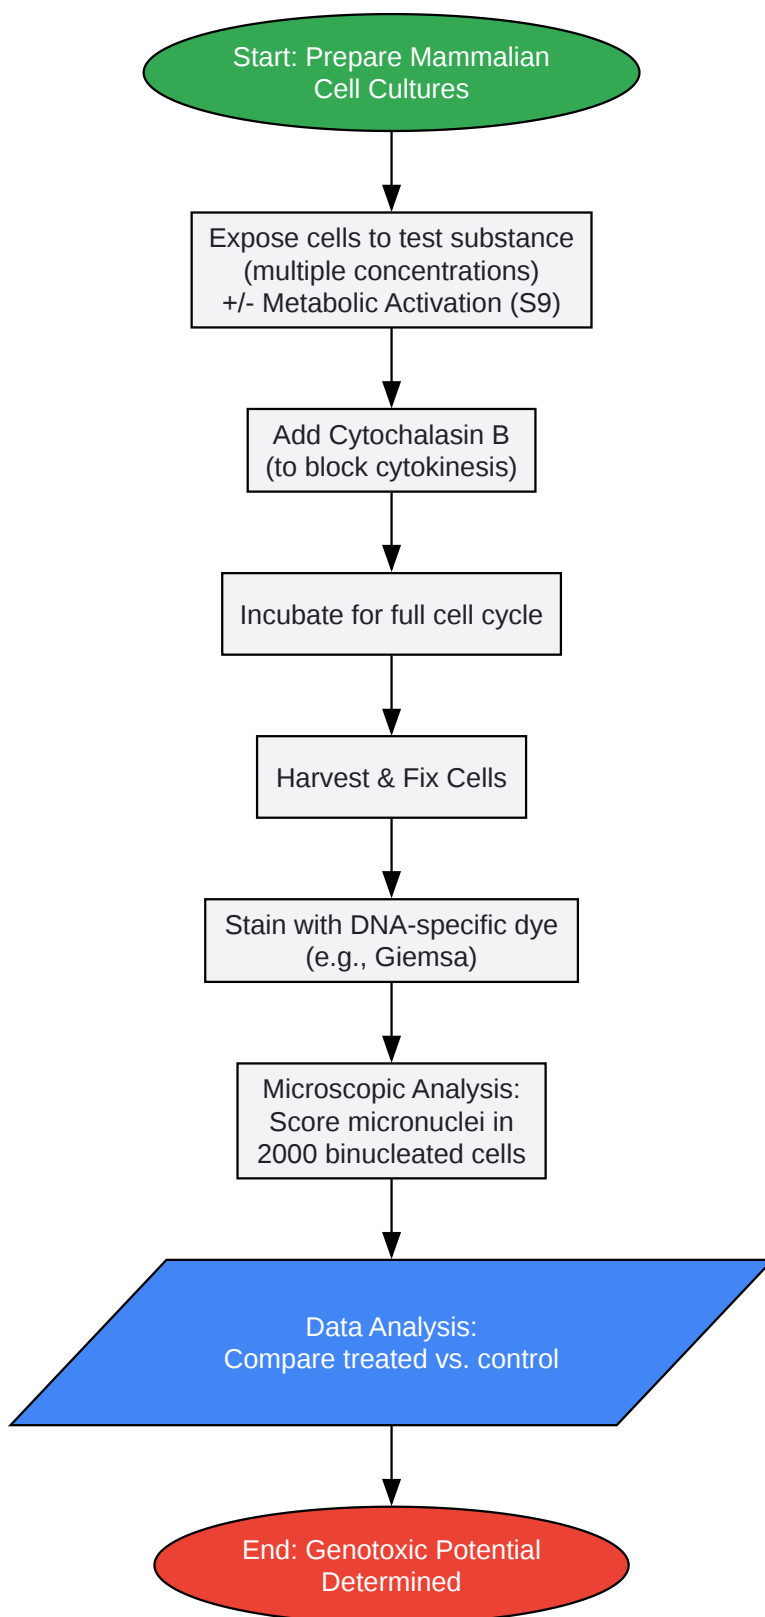 Start: Prepare Mammalian
Cell Cultures
Expose cells to test substance
(multiple concentrations)
+/- Metabolic Activation (S9)
Add Cytochalasin B
(to block cytokinesis)
Incubate for full cell cycle
Harvest & Fix Cells
Stain with DNA-specific dye
(e.g., Giemsa)
Microscopic Analysis:
Score micronuclei in
2000 binucleated cells
Data Analysis:
Compare treated vs. control
End: Genotoxic Potential
Determined